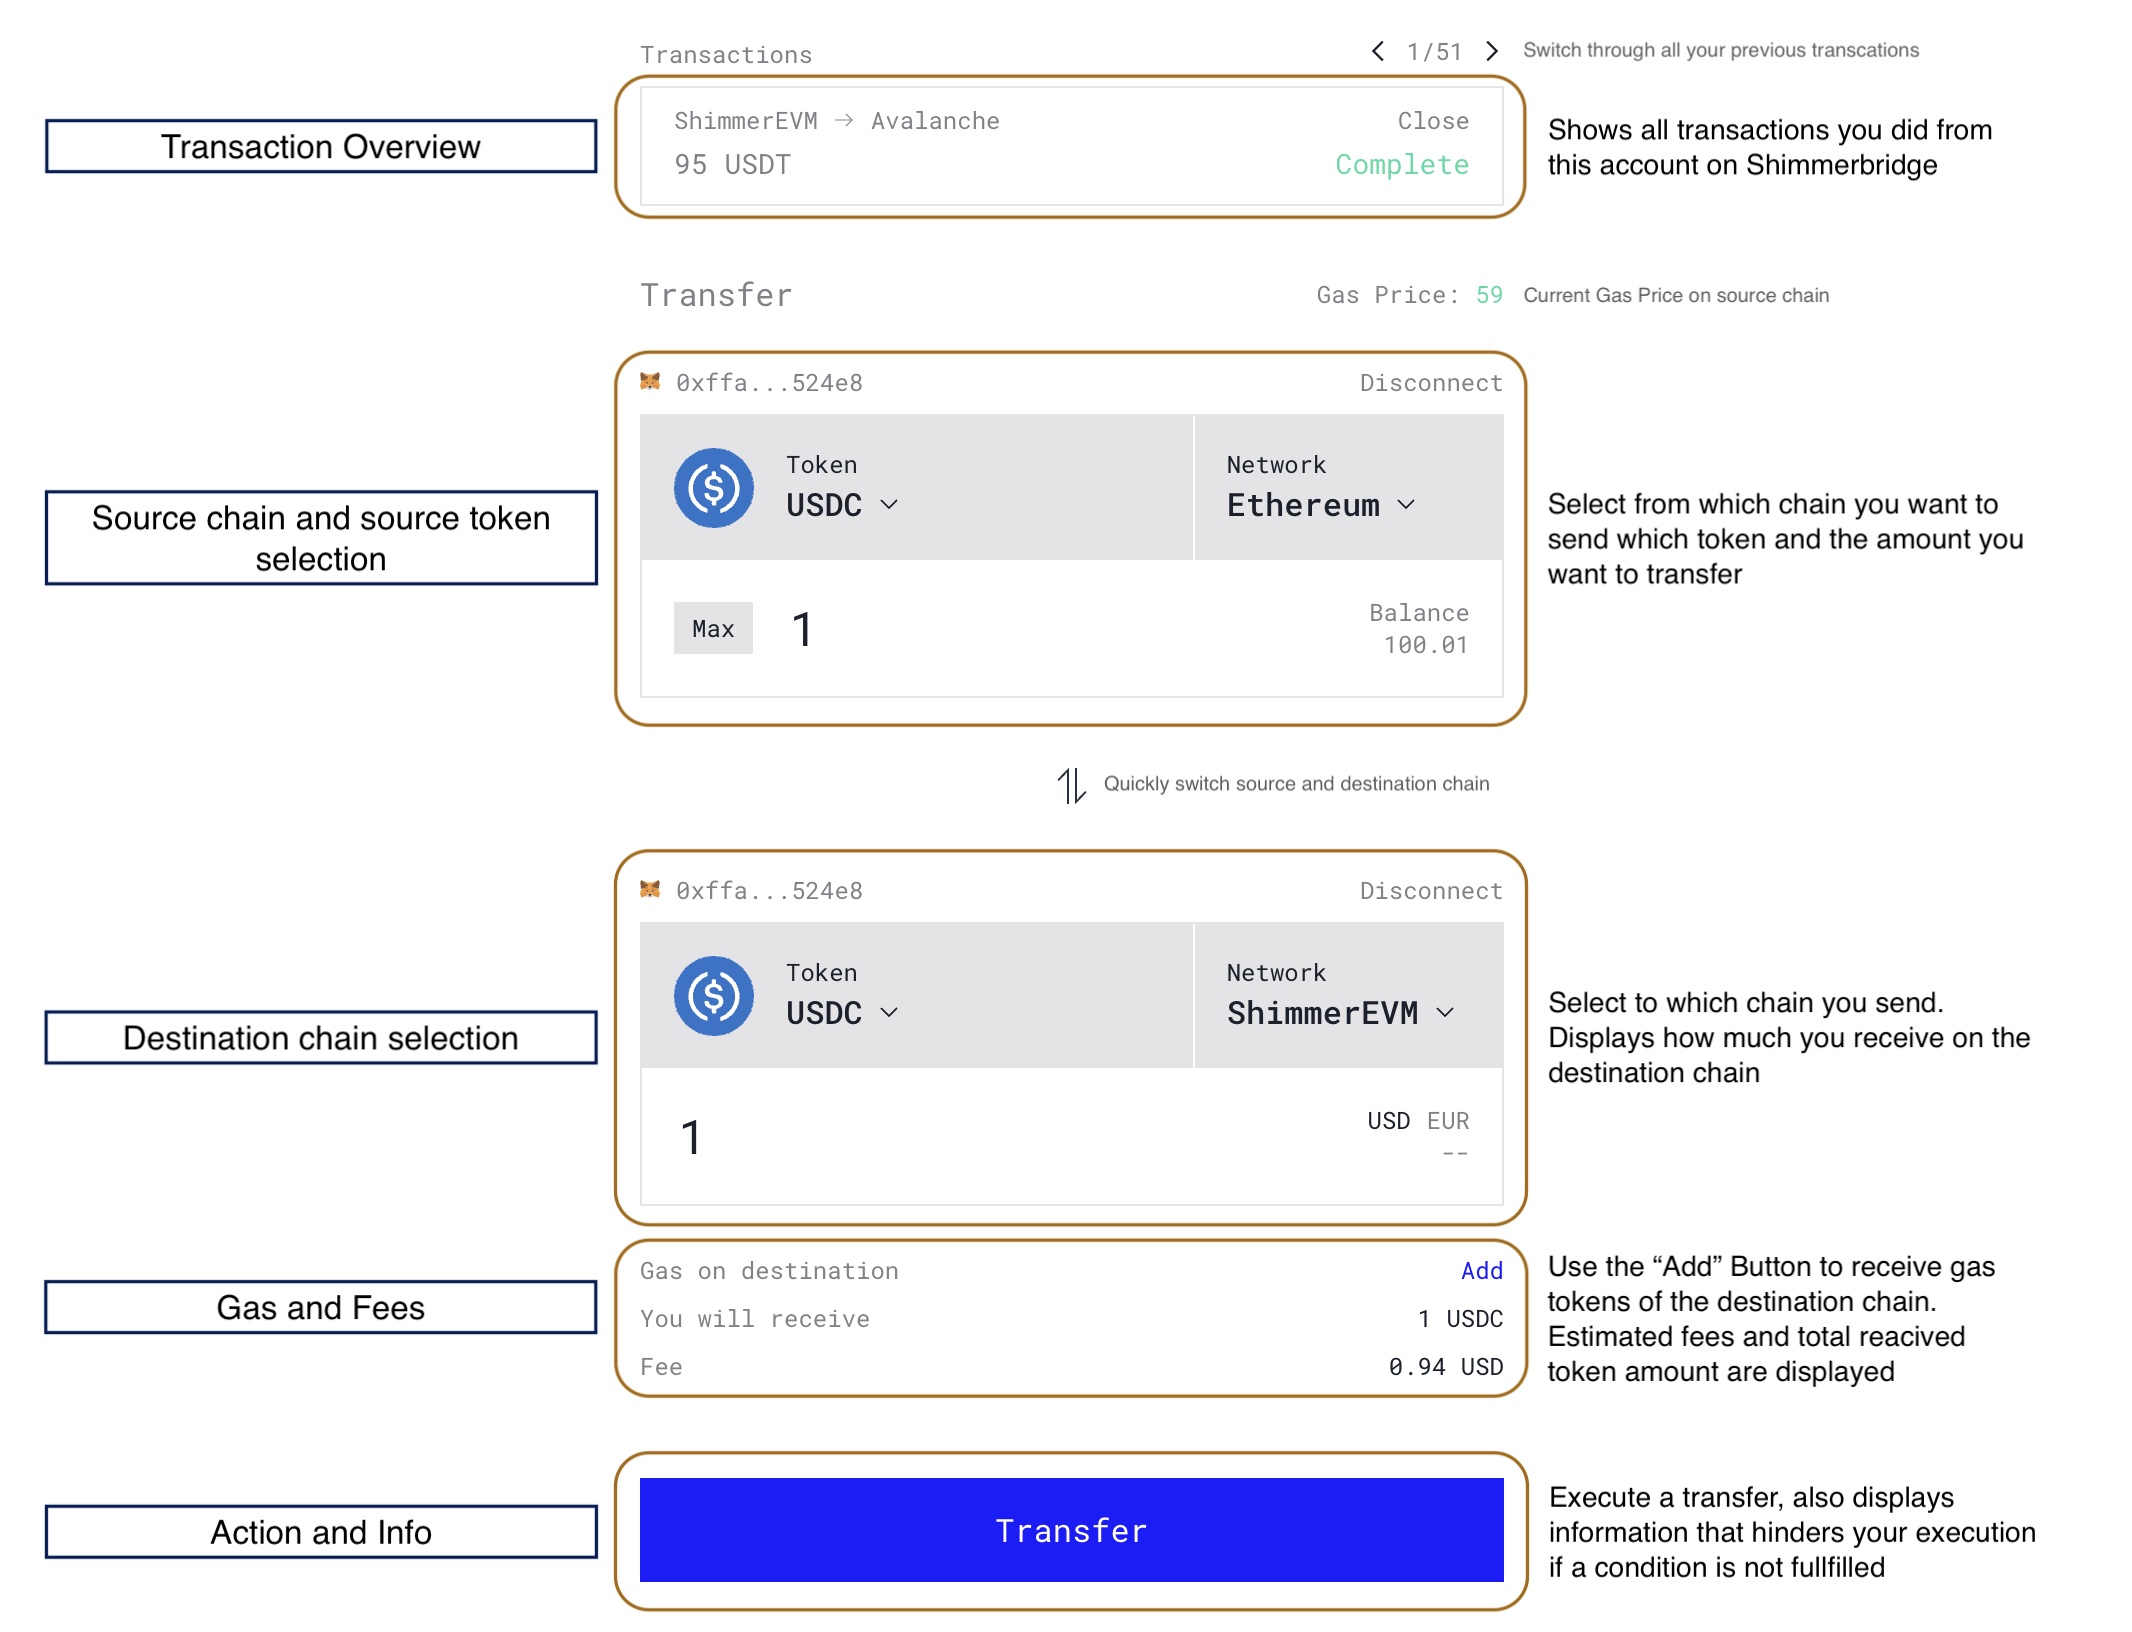 Transactions
1/51
Switch through all your previous transcations
Transaction Overview
ShimmerEVM → Avalanche
Close
95 USDT
Complete
Shows all transactions you did from
this account on Shimmerbridge
Transfer
Gas Price: 59
Current Gas Price on source chain
Source chain and source token
selection
0xffa...524e8
Disconnect
Token
USDC
Network
Ethereum
Max
1
Balance
100.01
Select from which chain you want to
send which token and the amount you
want to transfer
Quickly switch source and destination chain
Destination chain selection
0xffa...524e8
Disconnect
Token
USDC
Network
ShimmerEVM
1
USD EUR
--
Select to which chain you send.
Displays how much you receive on the
destination chain
Gas and Fees
Gas on destination
Add
You will receive
1 USDC
Fee
0.94 USD
Use the “Add” Button to receive gas
tokens of the destination chain.
Estimated fees and total reacived
token amount are displayed
Action and Info
Transfer
Execute a transfer, also displays
information that hinders your execution
if a condition is not fullfilled